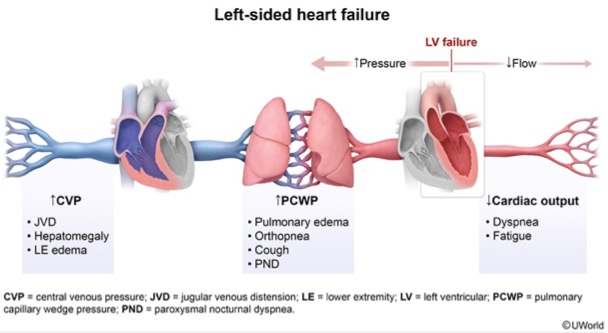 Left-sided heart failure
LV failure
↑Pressure
↓Flow
↑CVP
• JVD
• Hepatomegaly
• LE edema
↑PCWP
• Pulmonary edema
• Orthopnea
• Cough
• PND
↓Cardiac output
• Dyspnea
• Fatigue
CVP = central venous pressure; JVD = jugular venous distension; LE = lower extremity; LV = left ventricular; PCWP = pulmonary
capillary wedge pressure; PND = paroxysmal nocturnal dyspnea.
©UWorld